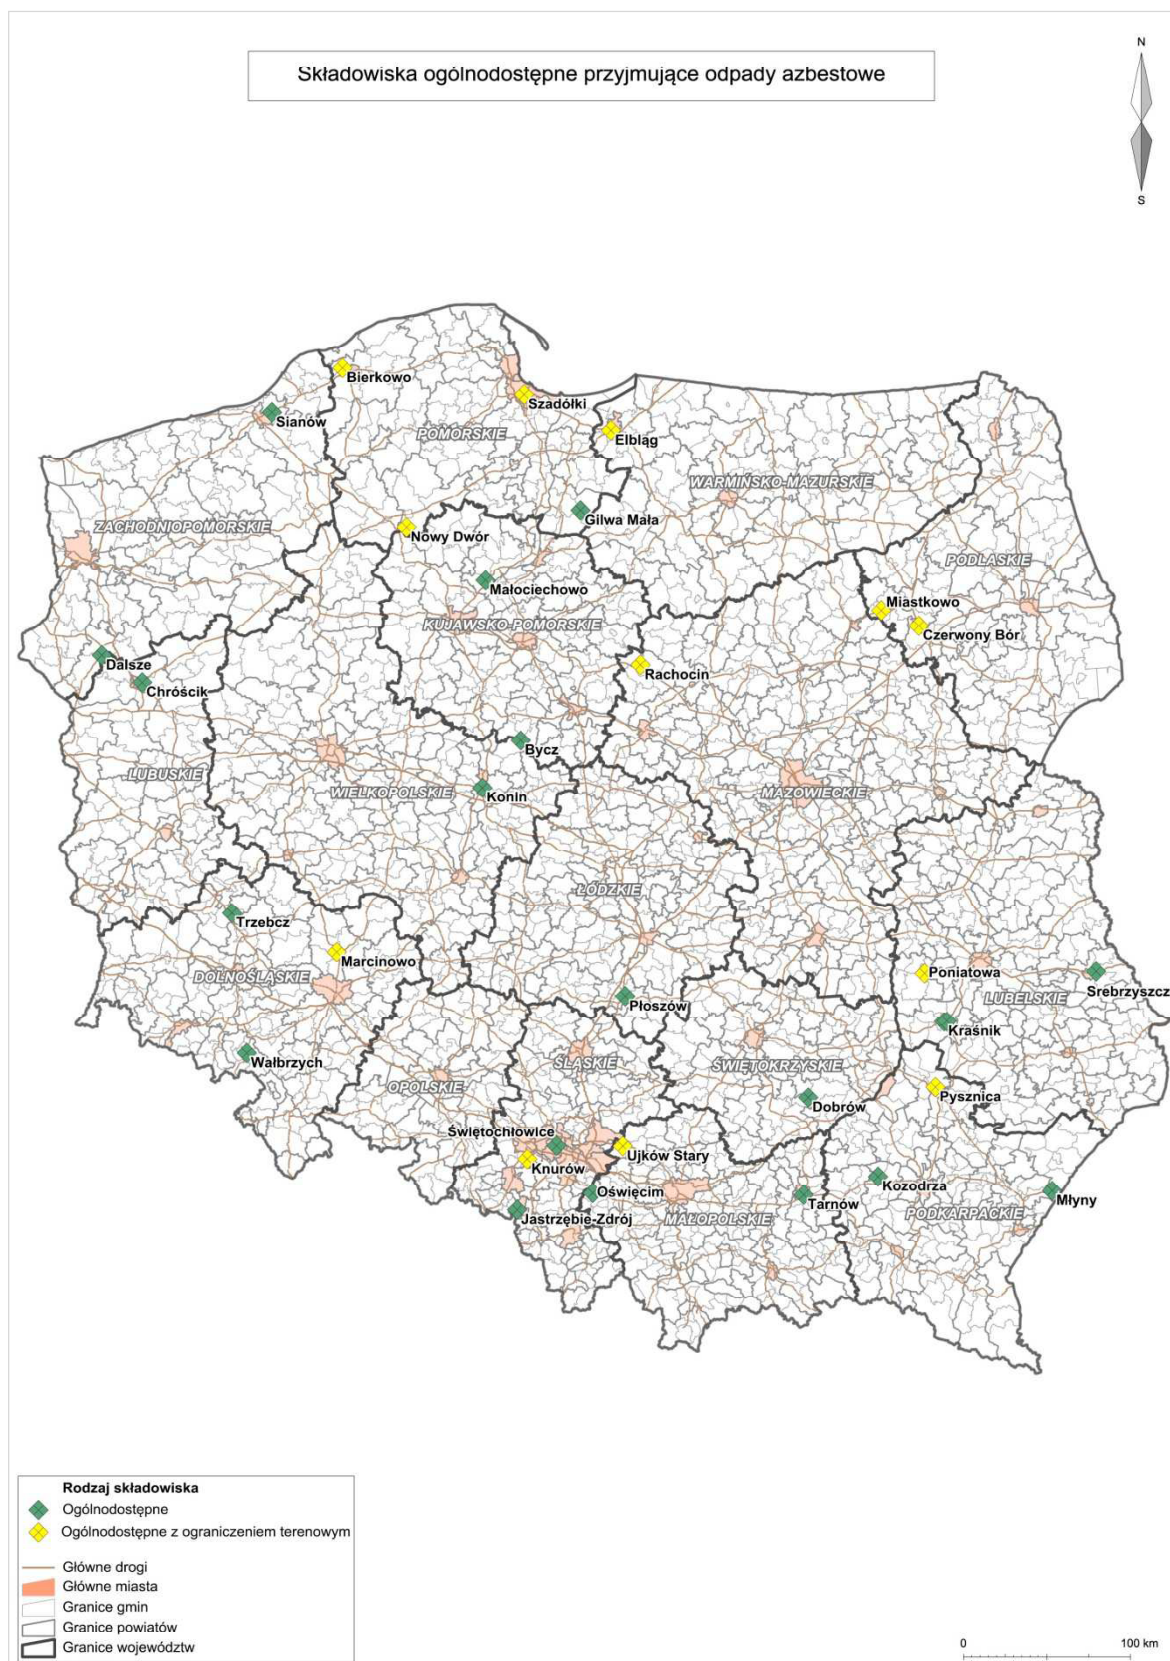 N
Składowiska ogólnodostępne przyjmujące odpady azbestowe
S
Bierkowo
Szadółki
Sianów
POMORSKIE
Elbląg
WARMIŃSKO-MAZURSKIE
Gilwa Mała
ZACHODNIOPOMORSKIE
Nowy Dwór
PODLASKIE
Małociechowo
Miastkowo
KUJAWSKO-POMORSKIE
Czerwony Bór
Dalsze
Rachocin
Chróścik
Bycz
LUBUSKIE
WIELKOPOLSKIE
Konin
MAZOWIECKIE
ŁÓDZKIE
Trzebcz
Marcinowo
Poniatowa
DOLNOŚLĄSKIE
Srebrzyszcz
Płoszów
LUBELSKIE
Kraśnik
Wałbrzych
ŚLĄSKIE
ŚWIĘTOKRZYSKIE
OPOLSKIE
Pysznica
Dobrów
Świętochłowice
Ujków Stary
Knurów
Kozodrza
Oświęcim
Tarnów
Młyny
Jastrzębie-Zdrój
MAŁOPOLSKIE
PODKARPACKIE
Rodzaj składowiska
Ogólnodostępne
Ogólnodostępne z ograniczeniem terenowym
Główne drogi
Główne miasta
Granice gmin
Granice powiatów
Granice województw
0 100 km